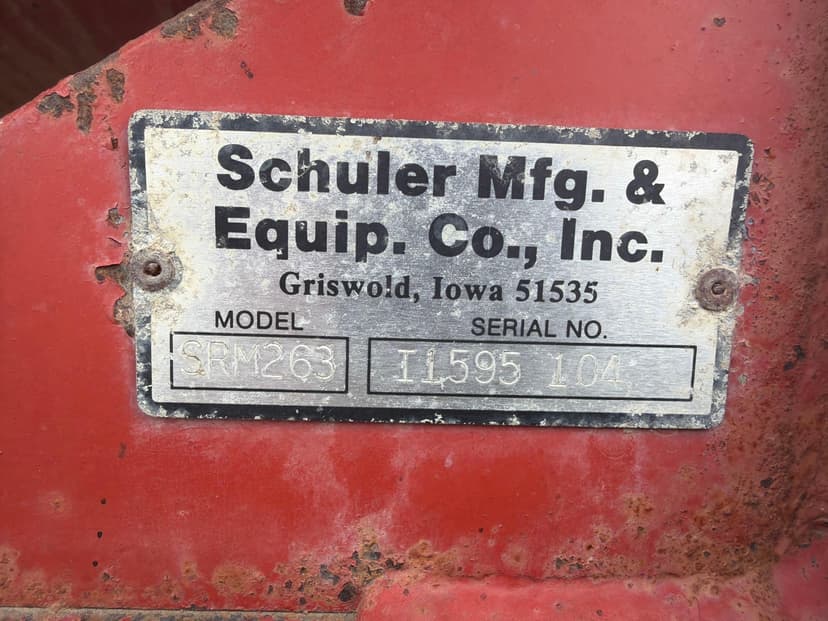 Schuler Mfg. &
Equip. Co., Inc.
Griswold, Iowa 51535
MODEL SERIAL NO.
SRM263 I1595 104